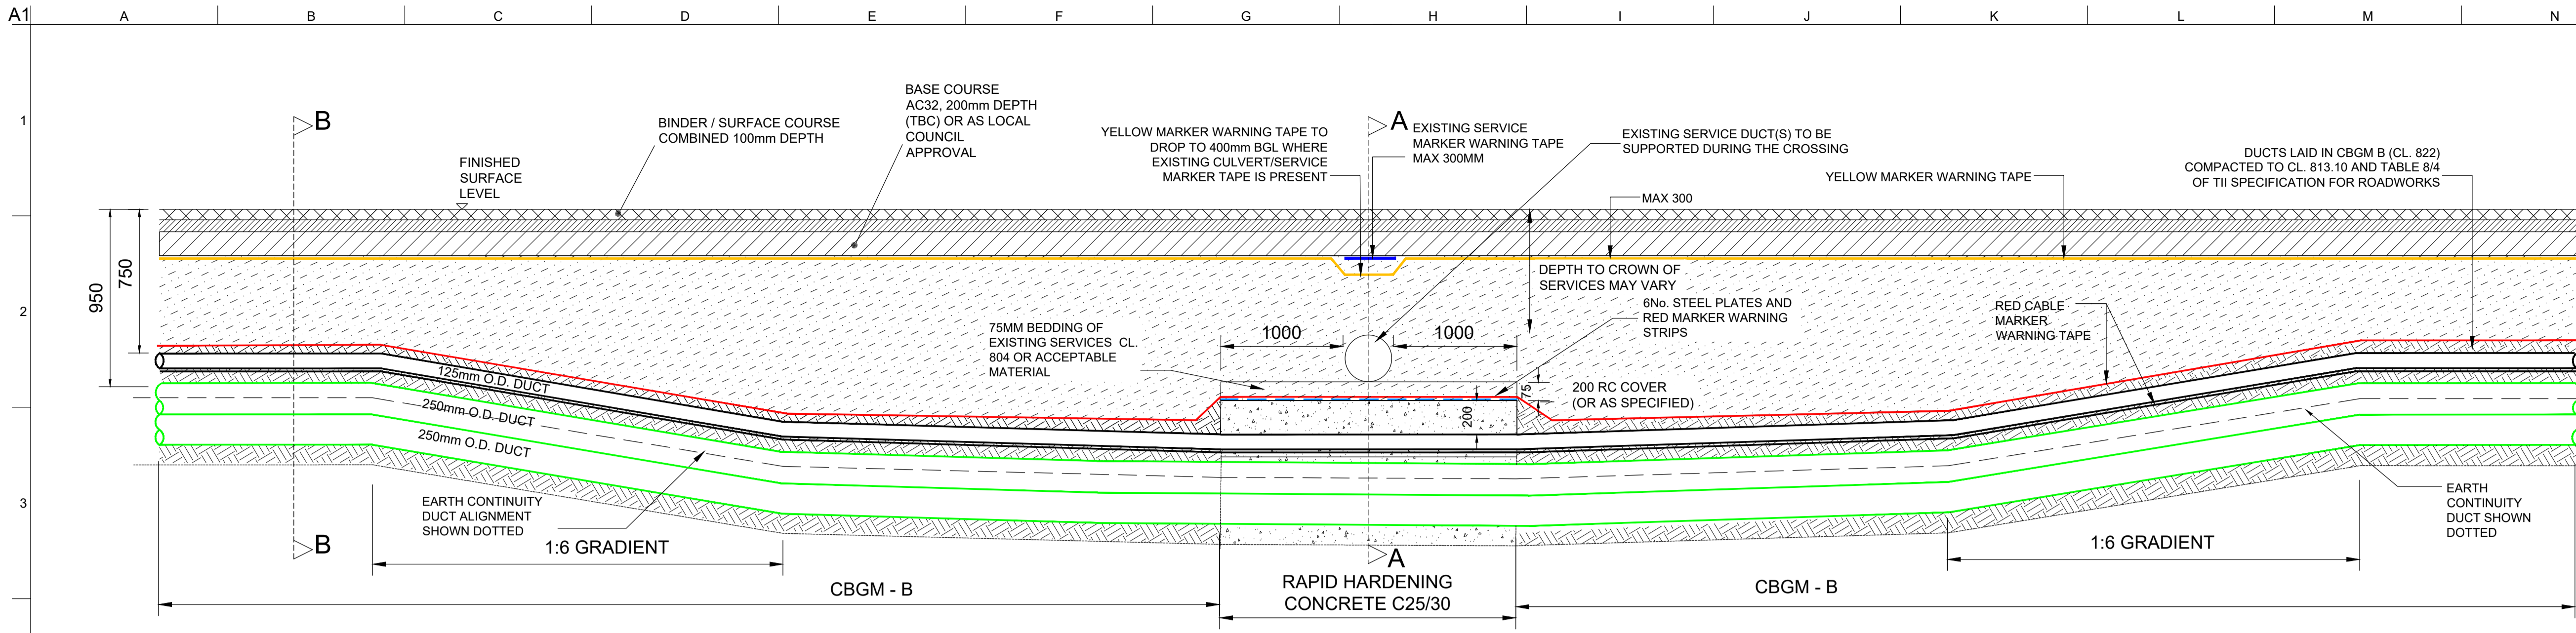 A1
A
B
C
D
E
F
G
H
I
J
K
L
M
N
1
2
3
B
B
A
A
FINISHED
SURFACE
LEVEL
BINDER / SURFACE COURSE
COMBINED 100mm DEPTH
BASE COURSE
AC32, 200mm DEPTH
(TBC) OR AS LOCAL
COUNCIL
APPROVAL
YELLOW MARKER WARNING TAPE TO
DROP TO 400mm BGL WHERE
EXISTING CULVERT/SERVICE
MARKER TAPE IS PRESENT
EXISTING SERVICE
MARKER WARNING TAPE
MAX 300MM
EXISTING SERVICE DUCT(S) TO BE
SUPPORTED DURING THE CROSSING
MAX 300
YELLOW MARKER WARNING TAPE
DUCTS LAID IN CBGM B (CL. 822)
COMPACTED TO CL. 813.10 AND TABLE 8/4
OF TII SPECIFICATION FOR ROADWORKS
950
750
DEPTH TO CROWN OF
SERVICES MAY VARY
6No. STEEL PLATES AND
RED MARKER WARNING
STRIPS
RED CABLE
MARKER
WARNING TAPE
75MM BEDDING OF
EXISTING SERVICES CL.
804 OR ACCEPTABLE
MATERIAL
1000
1000
75
200
200 RC COVER
(OR AS SPECIFIED)
125mm O.D. DUCT
250mm O.D. DUCT
250mm O.D. DUCT
EARTH CONTINUITY
DUCT ALIGNMENT
SHOWN DOTTED
EARTH
CONTINUITY
DUCT SHOWN
DOTTED
1:6 GRADIENT
1:6 GRADIENT
CBGM - B
RAPID HARDENING
CONCRETE C25/30
CBGM - B